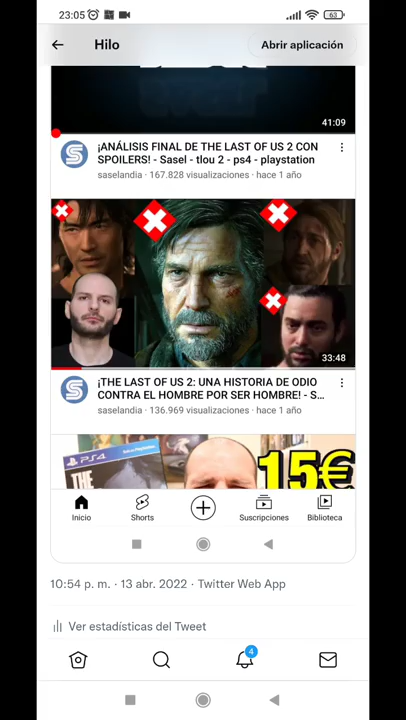 23:05
63
Hilo
Abrir aplicación
41:09
¡ANÁLISIS FINAL DE THE LAST OF US 2 CON
SPOILERS! - Sasel - tlou 2 - ps4 - playstation
saselandia · 167.828 visualizaciones · hace 1 año
33:48
¡THE LAST OF US 2: UNA HISTORIA DE ODIO
CONTRA EL HOMBRE POR SER HOMBRE! - S...
saselandia · 136.969 visualizaciones · hace 1 año
PS4
THE
15€
Inicio
Shorts
Suscripciones
Biblioteca
10:54 p. m. · 13 abr. 2022 · Twitter Web App
Ver estadísticas del Tweet
4